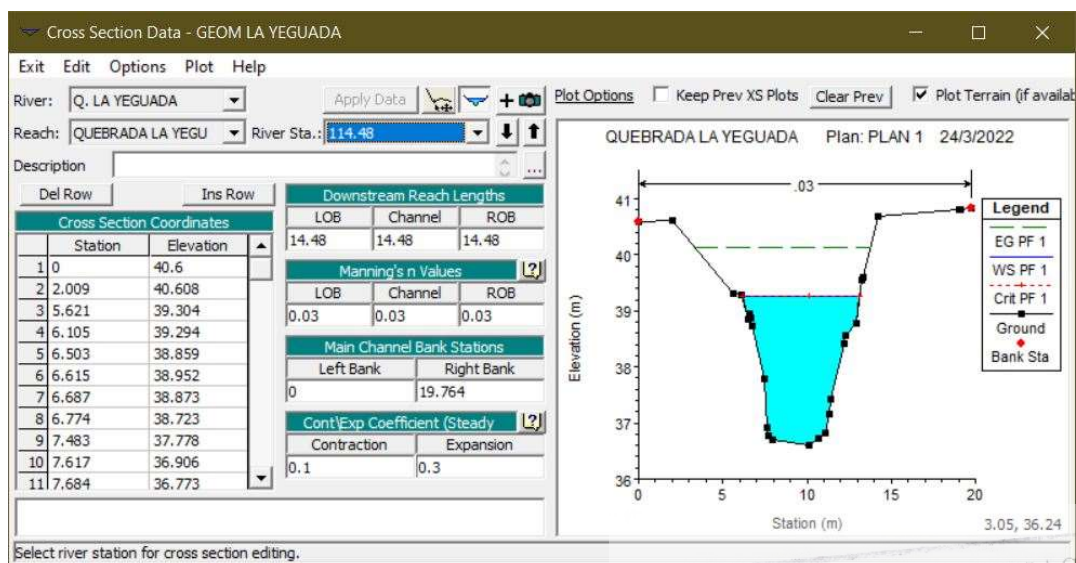 Cross Section Data - GEOM LA YEGUADA
Exit Edit Options Plot Help
River: Q. LA YEGUADA Apply Data + Plot Options Keep Prev XS Plots Clear Prev Plot Terrain (if availab
Reach: QUEBRADA LA YEGU River Sta.: 114.48
Description ...
Del Row Ins Row
Cross Section Coordinates
Station Elevation
1 0 40.6
2 2.009 40.608
3 5.621 39.304
4 6.105 39.294
5 6.503 38.859
6 6.615 38.952
7 6.687 38.873
8 6.774 38.723
9 7.483 37.778
10 7.617 36.906
11 7.684 36.773
Downstream Reach Lengths
LOB Channel ROB
14.48 14.48 14.48
Manning's n Values ?
LOB Channel ROB
0.03 0.03 0.03
Main Channel Bank Stations
Left Bank Right Bank
0 19.764
Cont\Exp Coefficient (Steady ?
Contraction Expansion
0.1 0.3
QUEBRADA LA YEGUADA Plan: PLAN 1 24/3/2022
.03
41
40
39
38
37
36
Elevation (m)
0 5 10 15 20
Station (m)
Legend
EG PF 1
WS PF 1
Crit PF 1
Ground
Bank Sta
3.05, 36.24
Select river station for cross section editing.